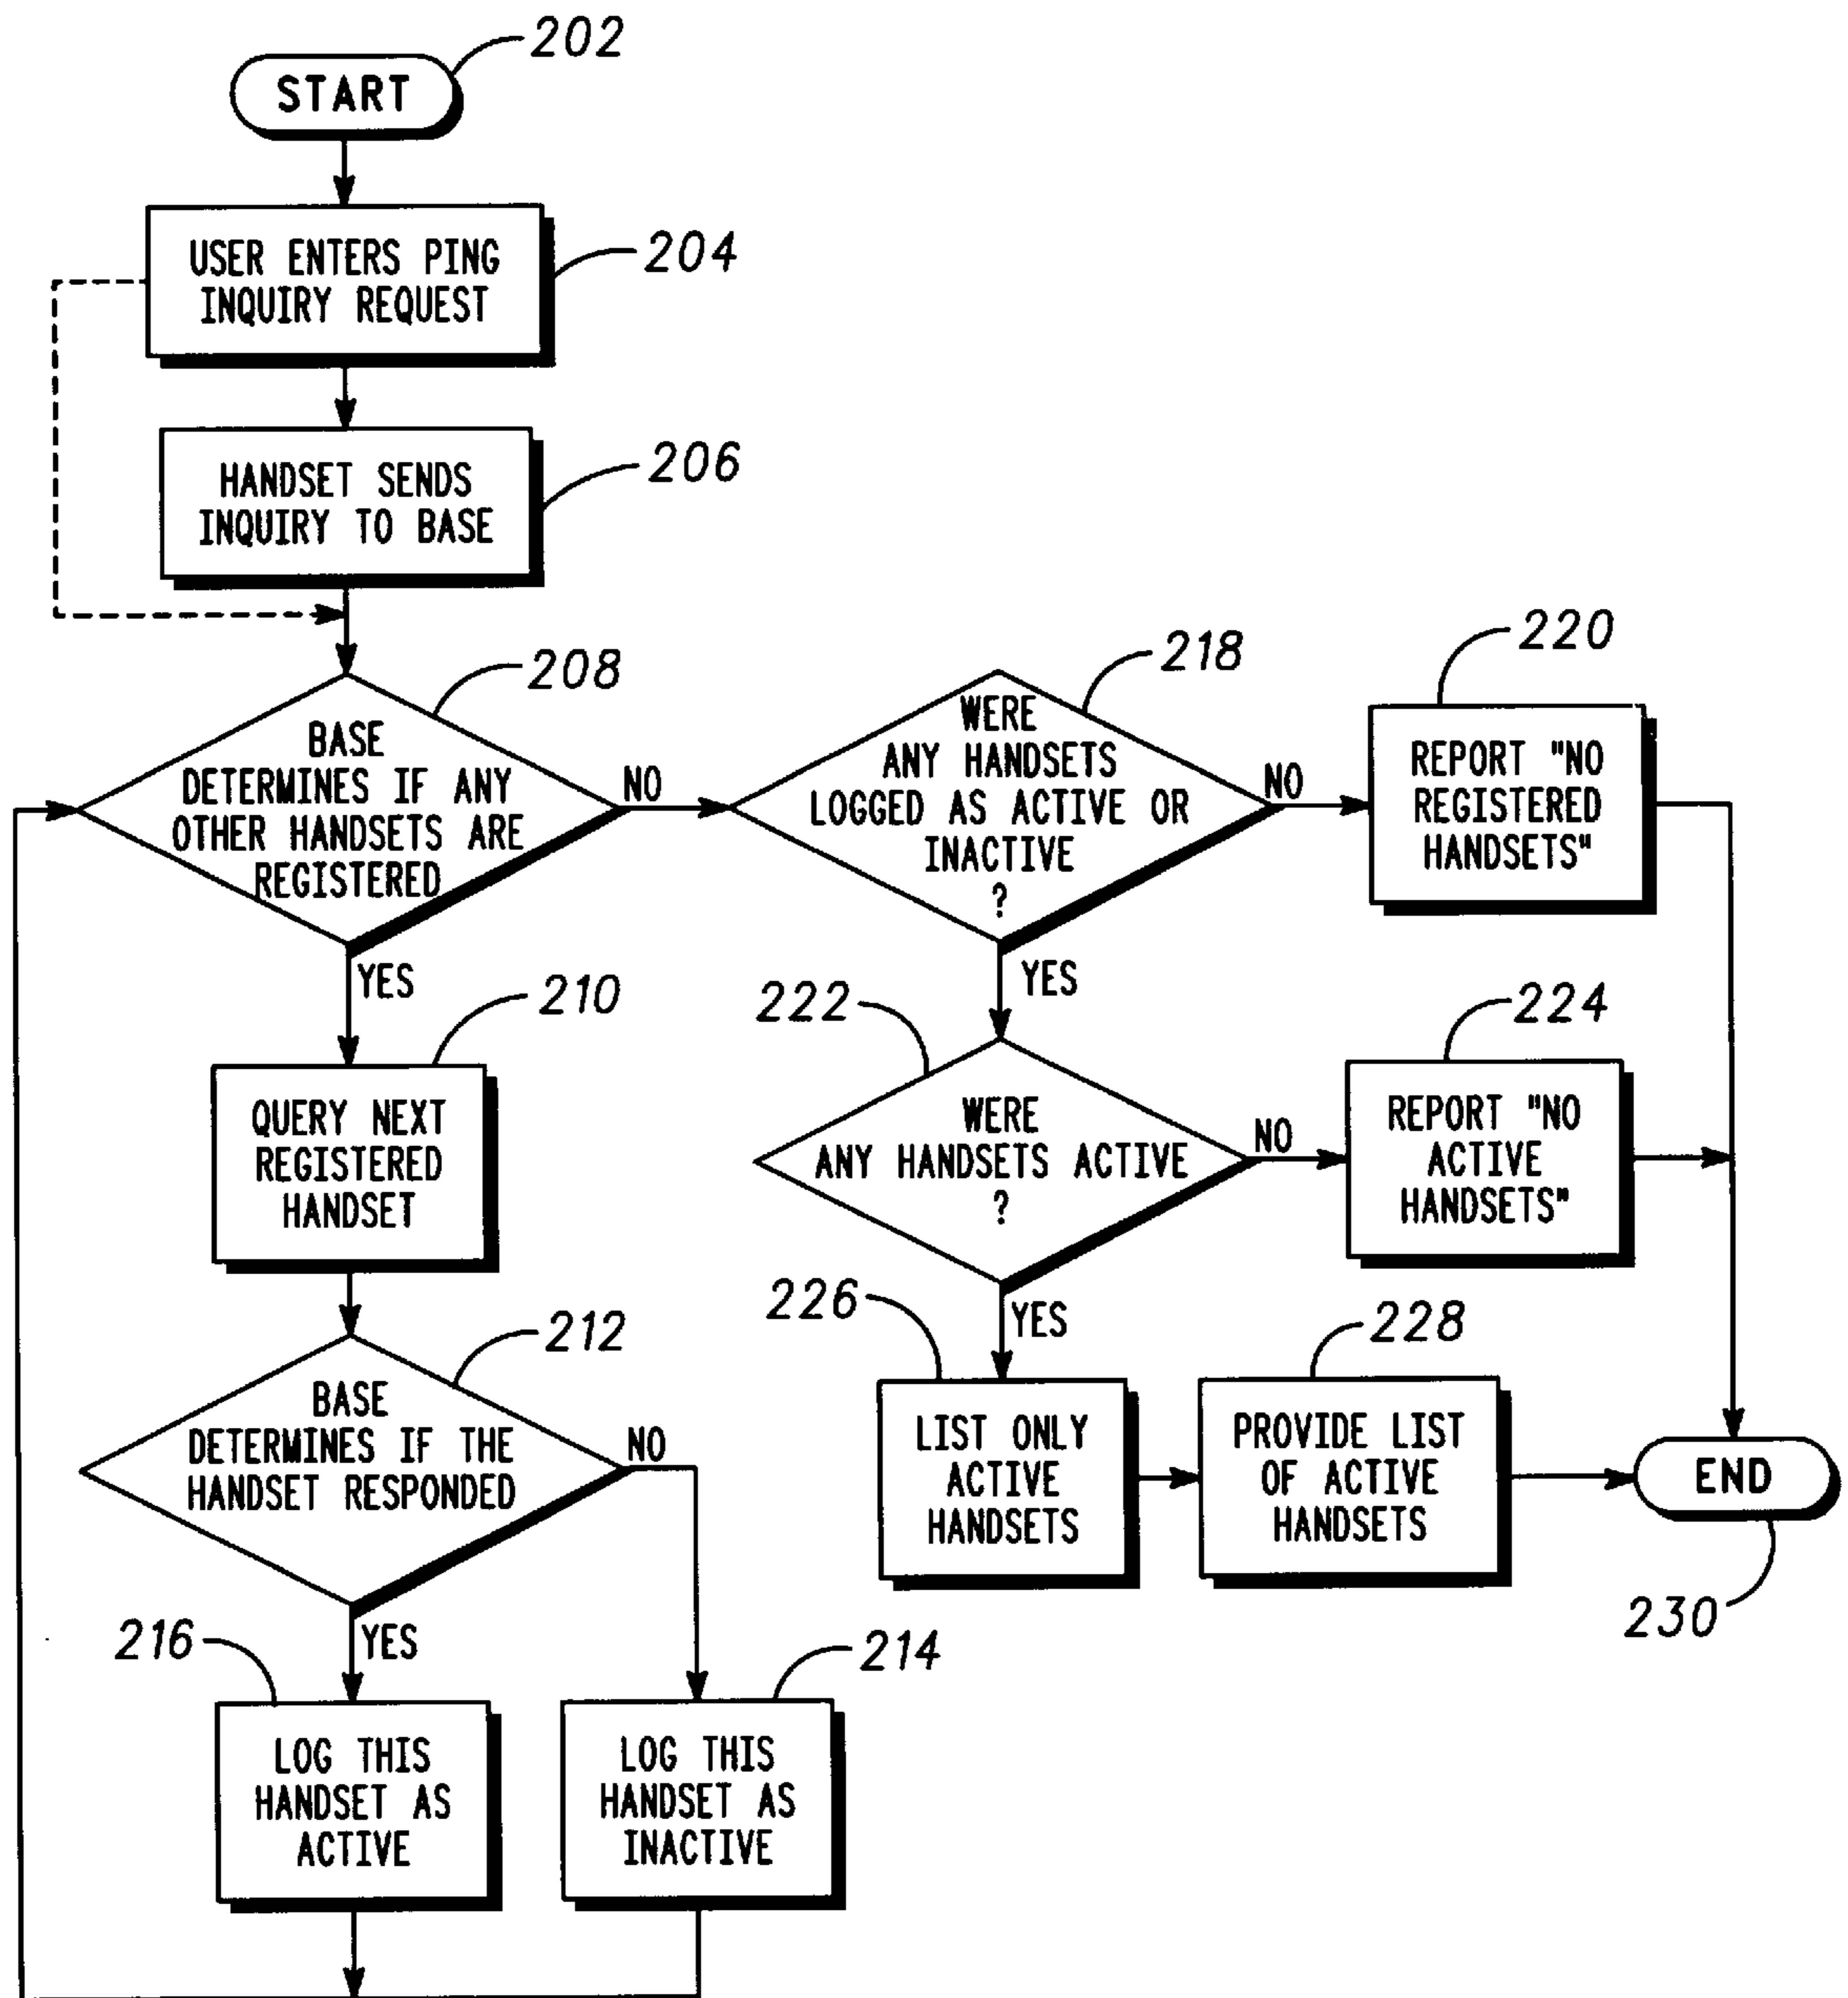 202
START
USER ENTERS PING
INQUIRY REQUEST
204
HANDSET SENDS
INQUIRY TO BASE
206
208
BASE
DETERMINES IF ANY
OTHER HANDSETS ARE
REGISTERED
NO
YES
218
WERE
ANY HANDSETS
LOGGED AS ACTIVE OR
INACTIVE
?
NO
YES
220
REPORT "NO
REGISTERED
HANDSETS"
210
QUERY NEXT
REGISTERED
HANDSET
222
WERE
ANY HANDSETS ACTIVE
?
NO
YES
224
REPORT "NO
ACTIVE
HANDSETS"
212
BASE
DETERMINES IF THE
HANDSET RESPONDED
NO
YES
226
LIST ONLY
ACTIVE
HANDSETS
228
PROVIDE LIST
OF ACTIVE
HANDSETS
END
230
216
LOG THIS
HANDSET AS
ACTIVE
214
LOG THIS
HANDSET AS
INACTIVE